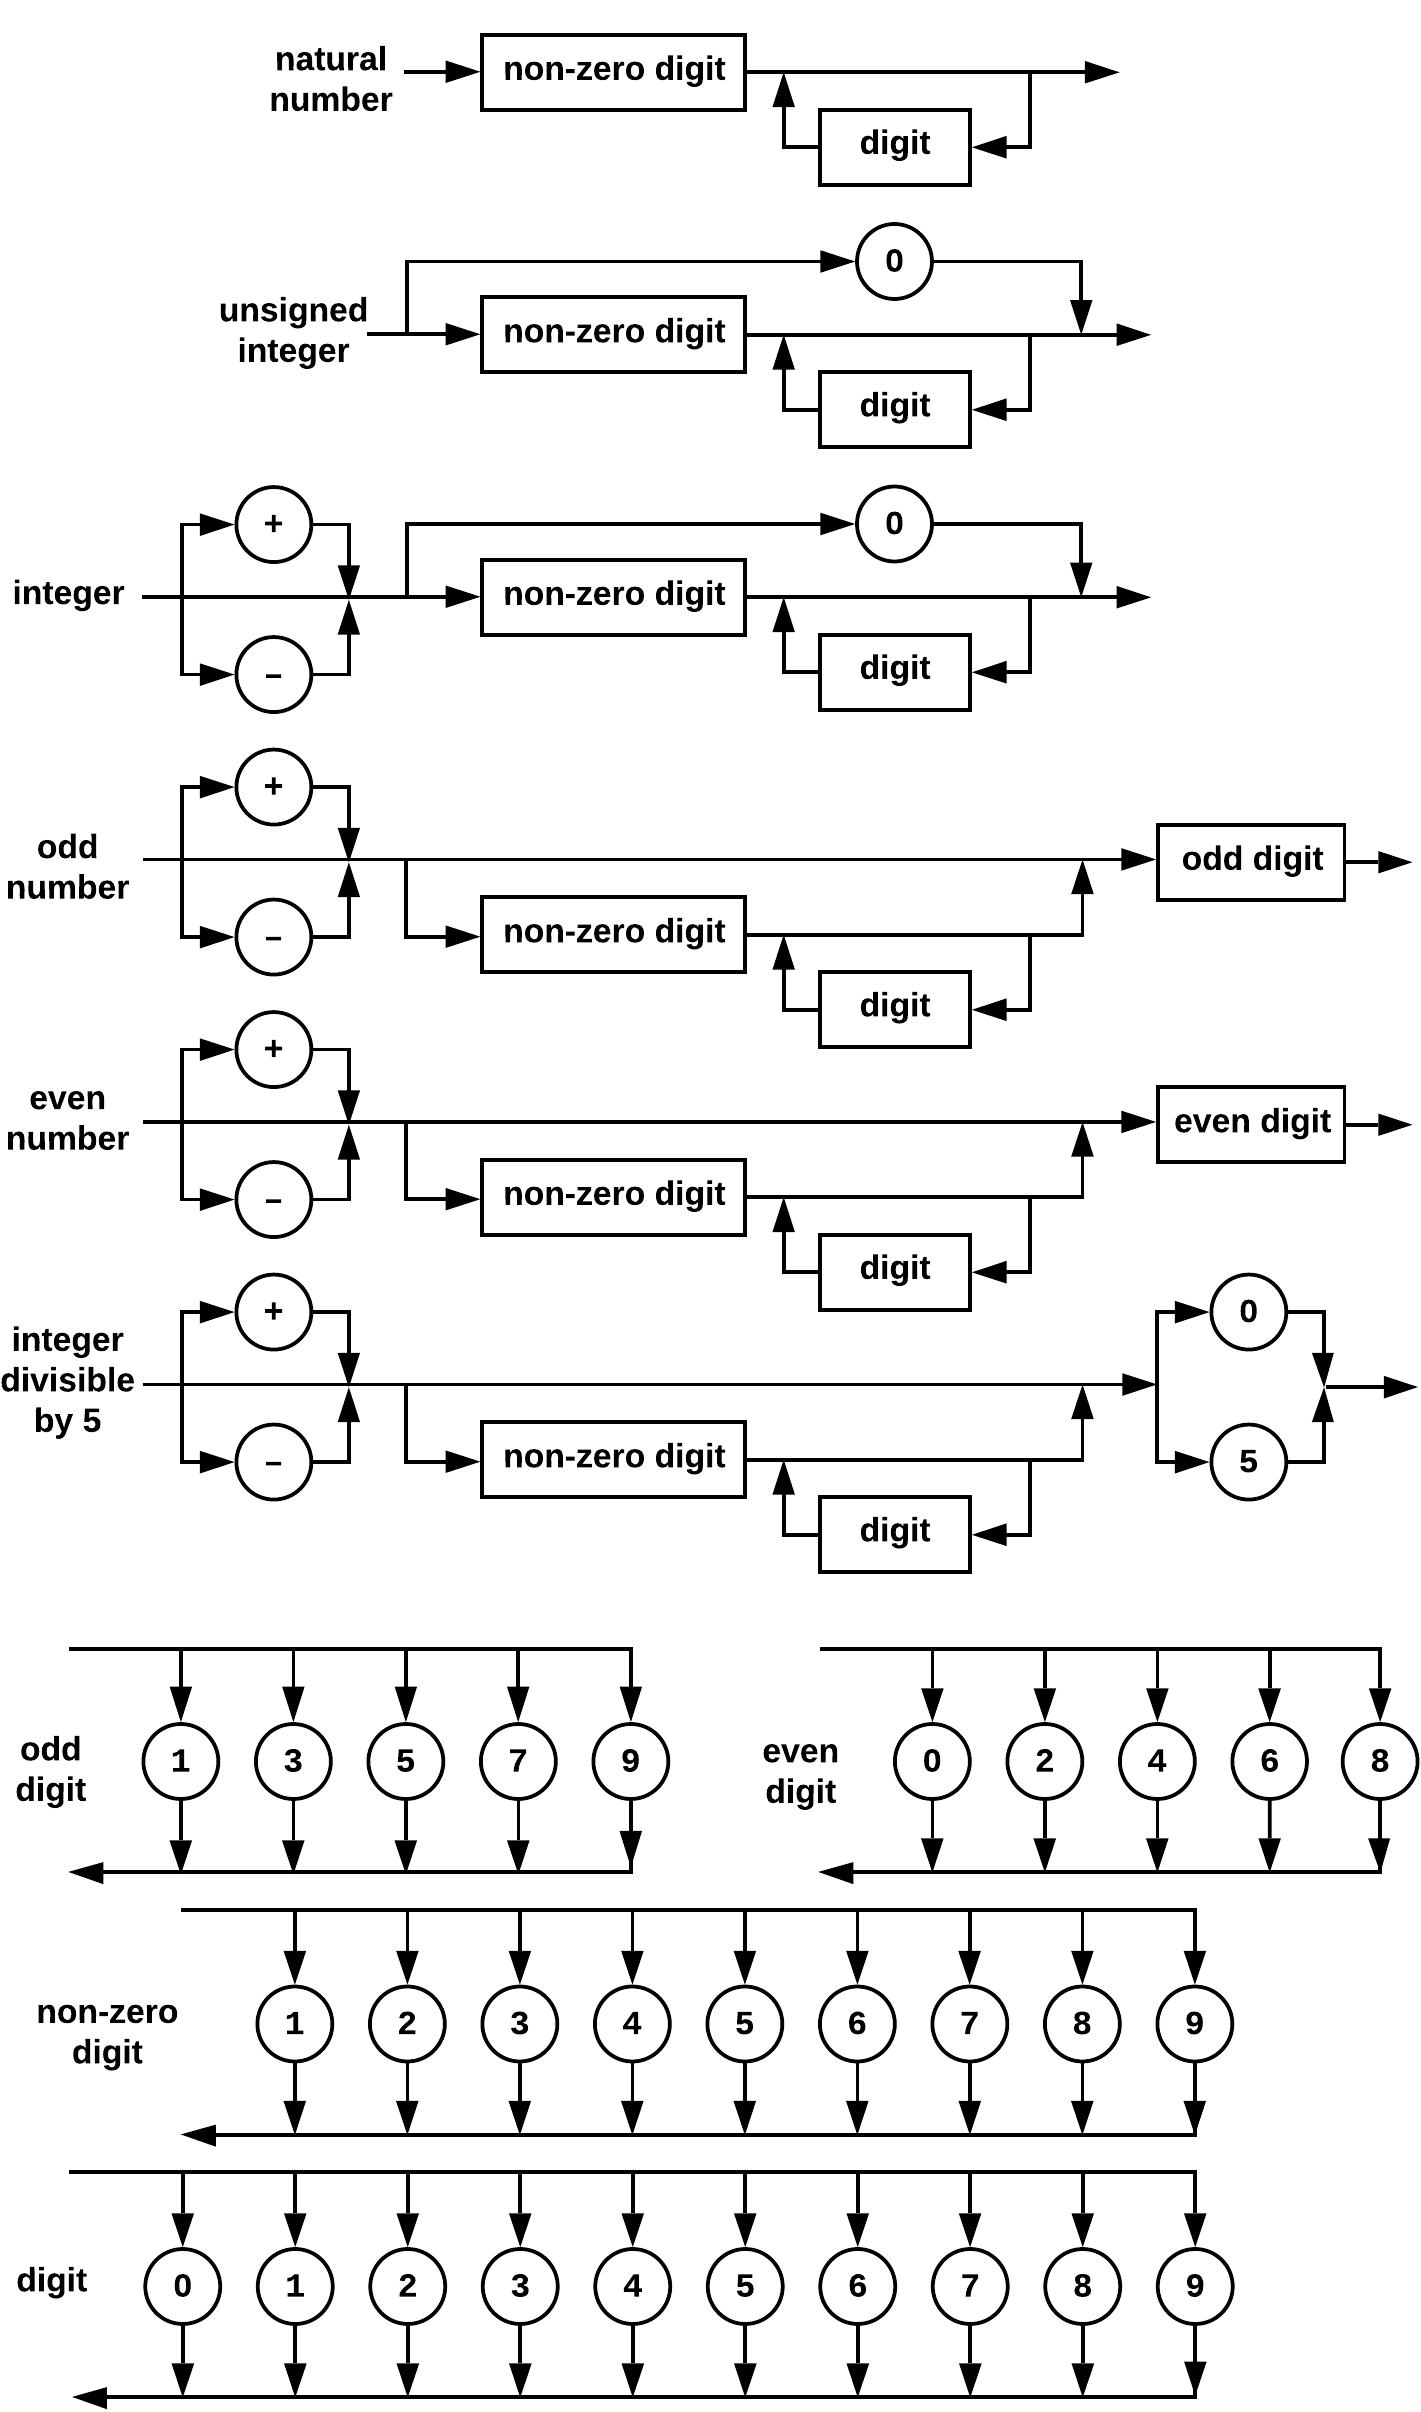 natural
number
non-zero digit
digit
0
unsigned
integer
non-zero digit
digit
+
0
integer
non-zero digit
–
digit
+
odd
number
odd digit
–
non-zero digit
digit
+
even
number
even digit
–
non-zero digit
digit
+
0
integer
divisible
by 5
–
non-zero digit
5
digit
odd
digit
1 3 5 7 9
even
digit
0 2 4 6 8
non-zero
digit
1 2 3 4 5 6 7 8 9
digit
0 1 2 3 4 5 6 7 8 9